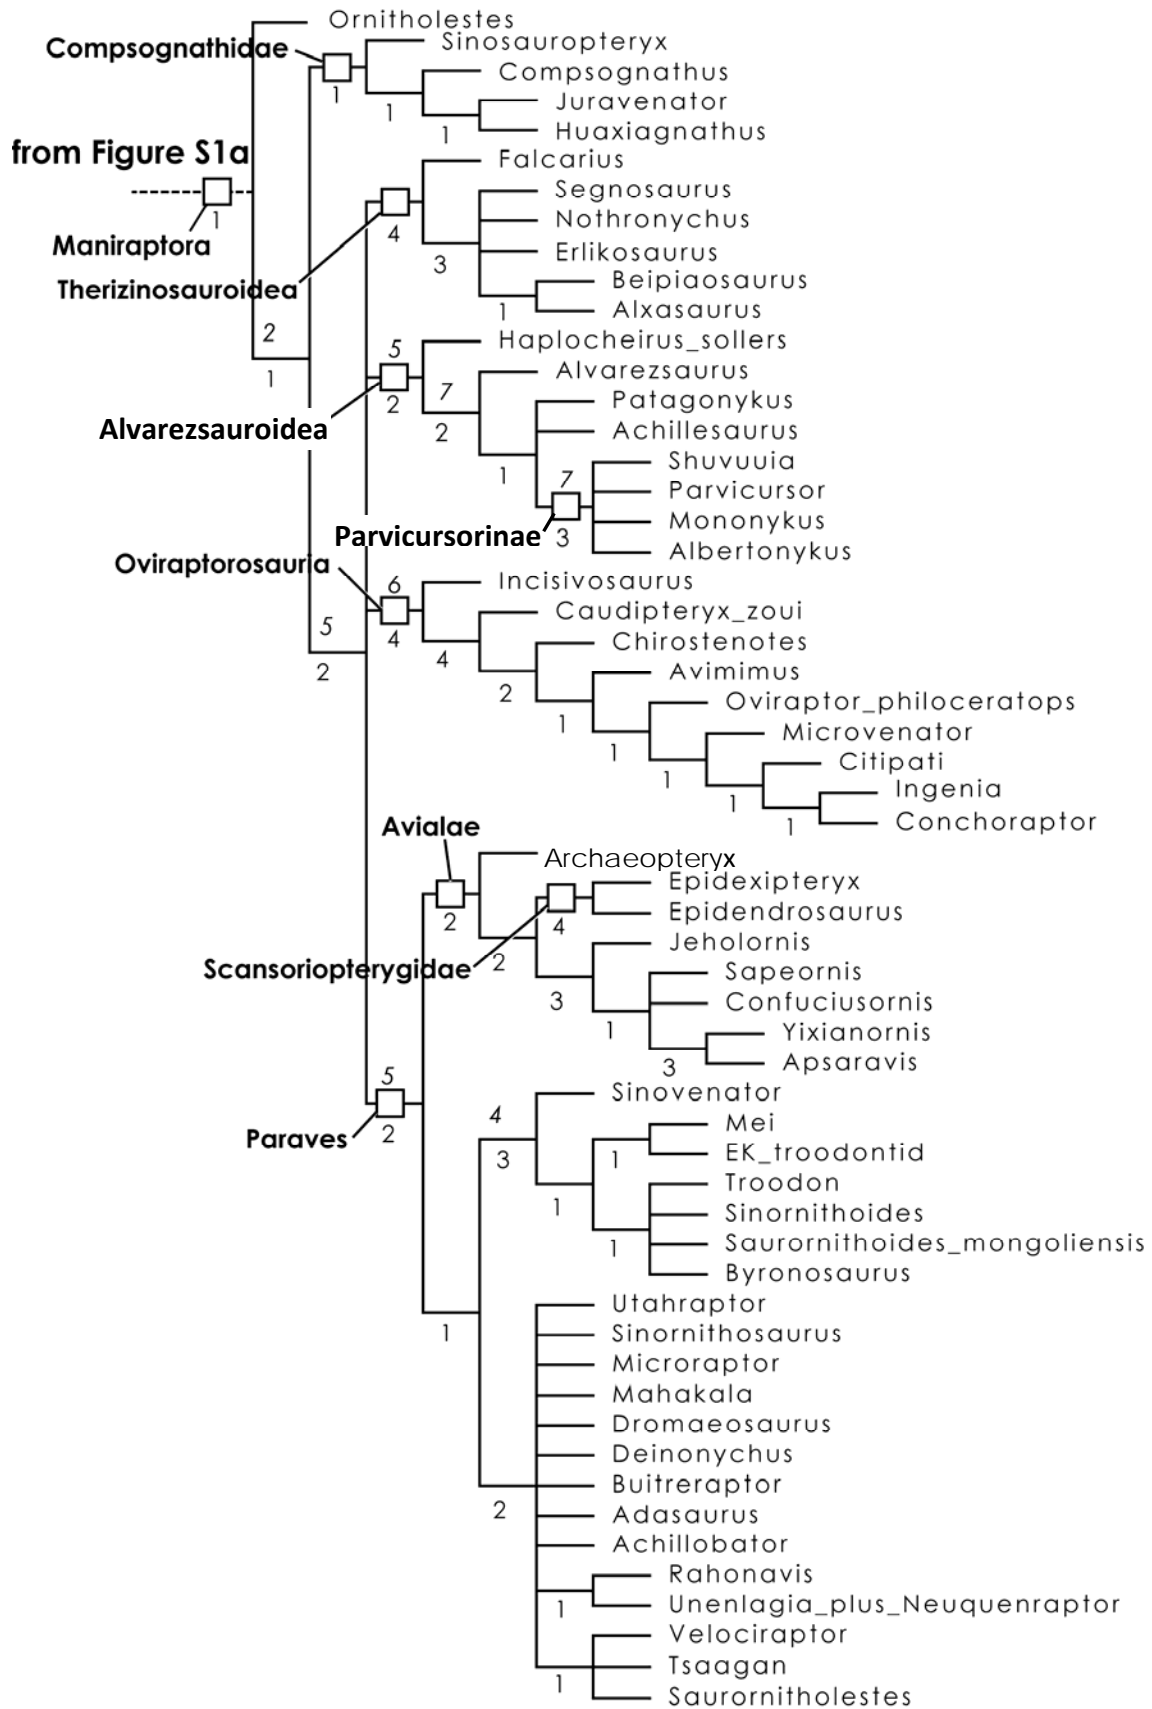 Ornitholestes
Compsognathidae
Sinosauropteryx
Compsognathus
1
1
Juravenator
1
Huaxiagnathus
from Figure S1a
Falcarius
1
Segnosaurus
Nothronychus
4
Maniraptora
Erlikosaurus
3
Therizinosauroidea
Beipiaosaurus
1
Alxasaurus
2
Haplocheirus_sollers
5
1
Alvarezsaurus
7
2
Patagonykus
Alvarezsauroidea
2
Achillesaurus
Shuvuuia
1
7
Parvicursor
Mononykus
Parvicursorinae
3
Albertonykus
Oviraptorosauria
6
Incisivosaurus
Caudipteryx_zoui
5
4
Chirostenotes
4
2
Avimimus
2
Oviraptor_philoceratops
1
Microvenator
1
Citipati
1
Ingenia
1
1
Conchoraptor
Avialae
Archaeopteryx
Epidexipteryx
2
4
Epidendrosaurus
Jeholornis
Scansoriopterygidae
2
Sapeornis
3
Confuciusornis
1
Yixianornis
3
Apsaravis
5
Sinovenator
4
Mei
Paraves
2
3
1
EK_troodontid
Troodon
1
Sinornithoides
1
Saurornithoides_mongoliensis
Byronosaurus
Utahraptor
1
Sinornithosaurus
Microraptor
Mahakala
Dromaeosaurus
Deinonychus
Buitreraptor
2
Adasaurus
Achillobator
Rahonavis
1
Unenlagia_plus_Neuquenraptor
Velociraptor
Tsaagan
1
Saurornitholestes